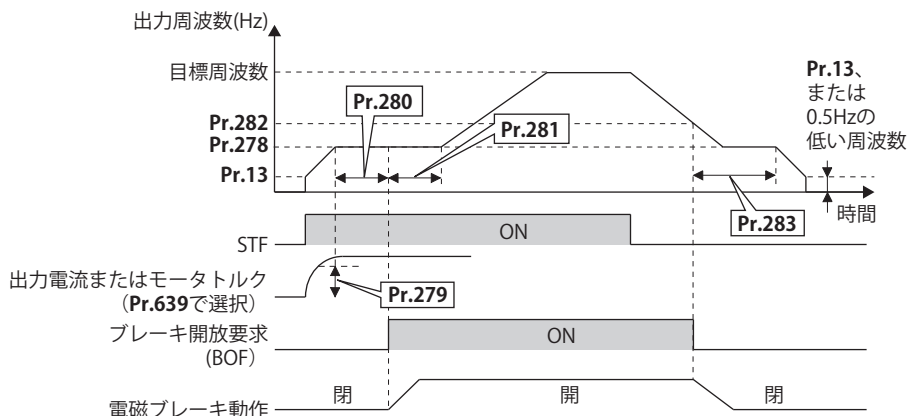 出力周波数(Hz)
目標周波数
Pr.280
Pr.13、
または
0.5Hzの
低い周波数
Pr.282
Pr.281
Pr.278
Pr.13
時間
Pr.283
STF
ON
出力電流またはモータトルク
（Pr.639で選択）
Pr.279
ブレーキ開放要求
(BOF）
ON
電磁ブレーキ動作
閉
開
閉